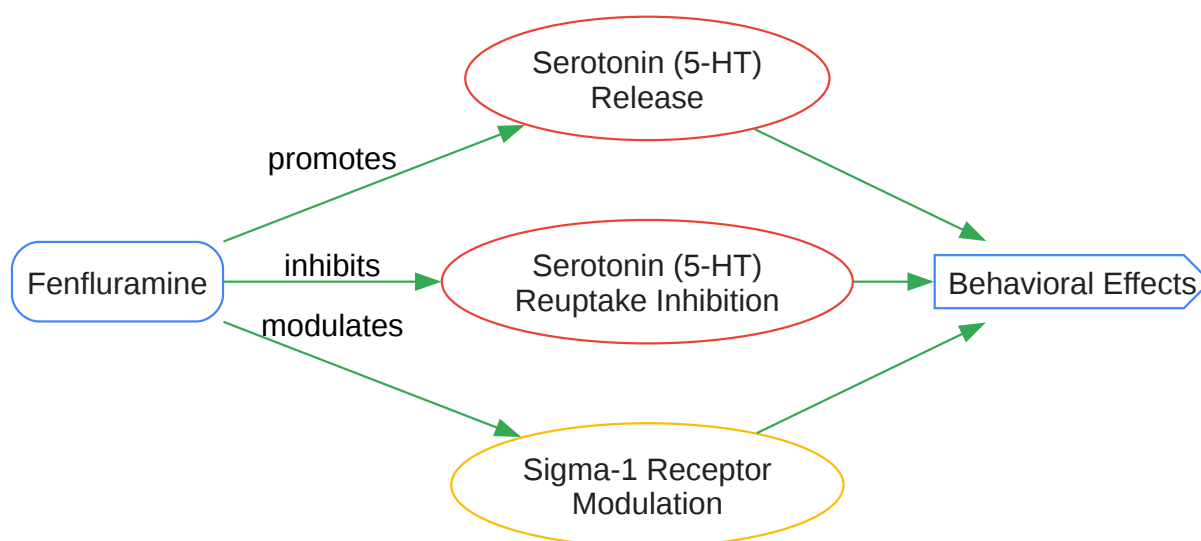 Serotonin (5-HT)
Release
promotes
Fenfluramine
inhibits
Serotonin (5-HT)
Reuptake Inhibition
Behavioral Effects
modulates
Sigma-1 Receptor
Modulation